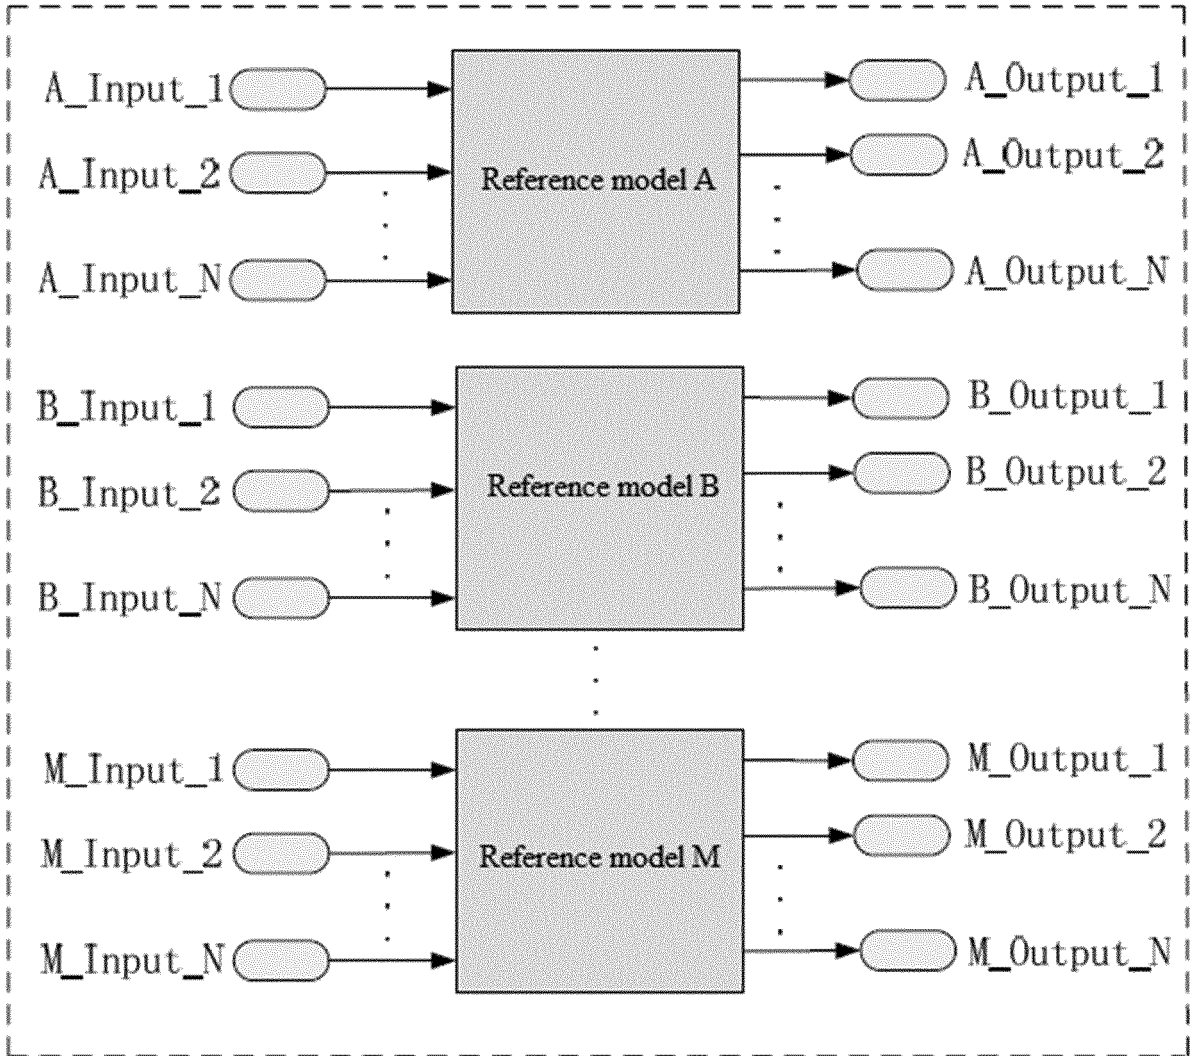 A_Input_1
A_Output_1
A_Input_2
Reference model A
A_Output_2
A_Input_N
A_Output_N
B_Input_1
B_Output_1
B_Input_2
Reference model B
B_Output_2
B_Input_N
B_Output_N
M_Input_1
M_Output_1
M_Input_2
Reference model M
M_Output_2
M_Input_N
M_Output_N